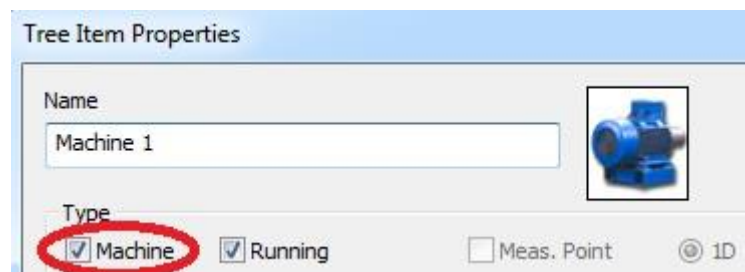 Tree Item Properties
Name
Machine 1
Type
Machine Running Meas. Point 1D